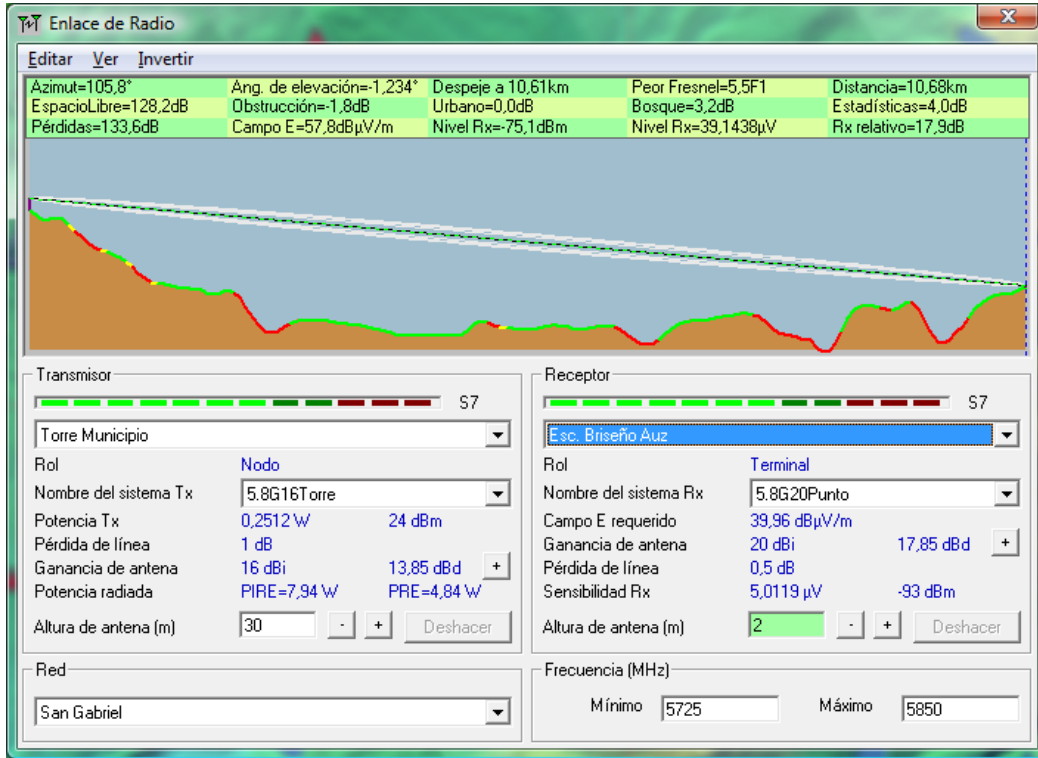 Enlace de Radio
Editar Ver Invertir
Azimut=105,8° Ang. de elevación=-1,234° Despeje a 10,61km Peor Fresnel=5,5F1 Distancia=10,68km
EspacioLibre=128,2dB Obstrucción=-1,8dB Urbano=0,0dB Bosque=3,2dB Estadísticas=4,0dB
Pérdidas=133,6dB Campo E=57,8dBµV/m Nivel Rx=-75,1dBm Nivel Rx=39,1438µV Rx relativo=17,9dB
Transmisor
S7
Torre Municipio
Rol Nodo
Nombre del sistema Tx 5.8G16Torre
Potencia Tx 0,2512 W 24 dBm
Pérdida de línea 1 dB
Ganancia de antena 16 dBi 13,85 dBd +
Potencia radiada PIRE=7,94 W PRE=4,84 W
Altura de antena (m) 30 - + Deshacer
Red
San Gabriel
Receptor
S7
Esc. Briseño Auz
Rol Terminal
Nombre del sistema Rx 5.8G20Punto
Campo E requerido 39,96 dBµV/m
Ganancia de antena 20 dBi 17,85 dBd +
Pérdida de línea 0,5 dB
Sensibilidad Rx 5,0119 µV -93 dBm
Altura de antena (m) 2 - + Deshacer
Frecuencia (MHz)
Mínimo 5725 Máximo 5850